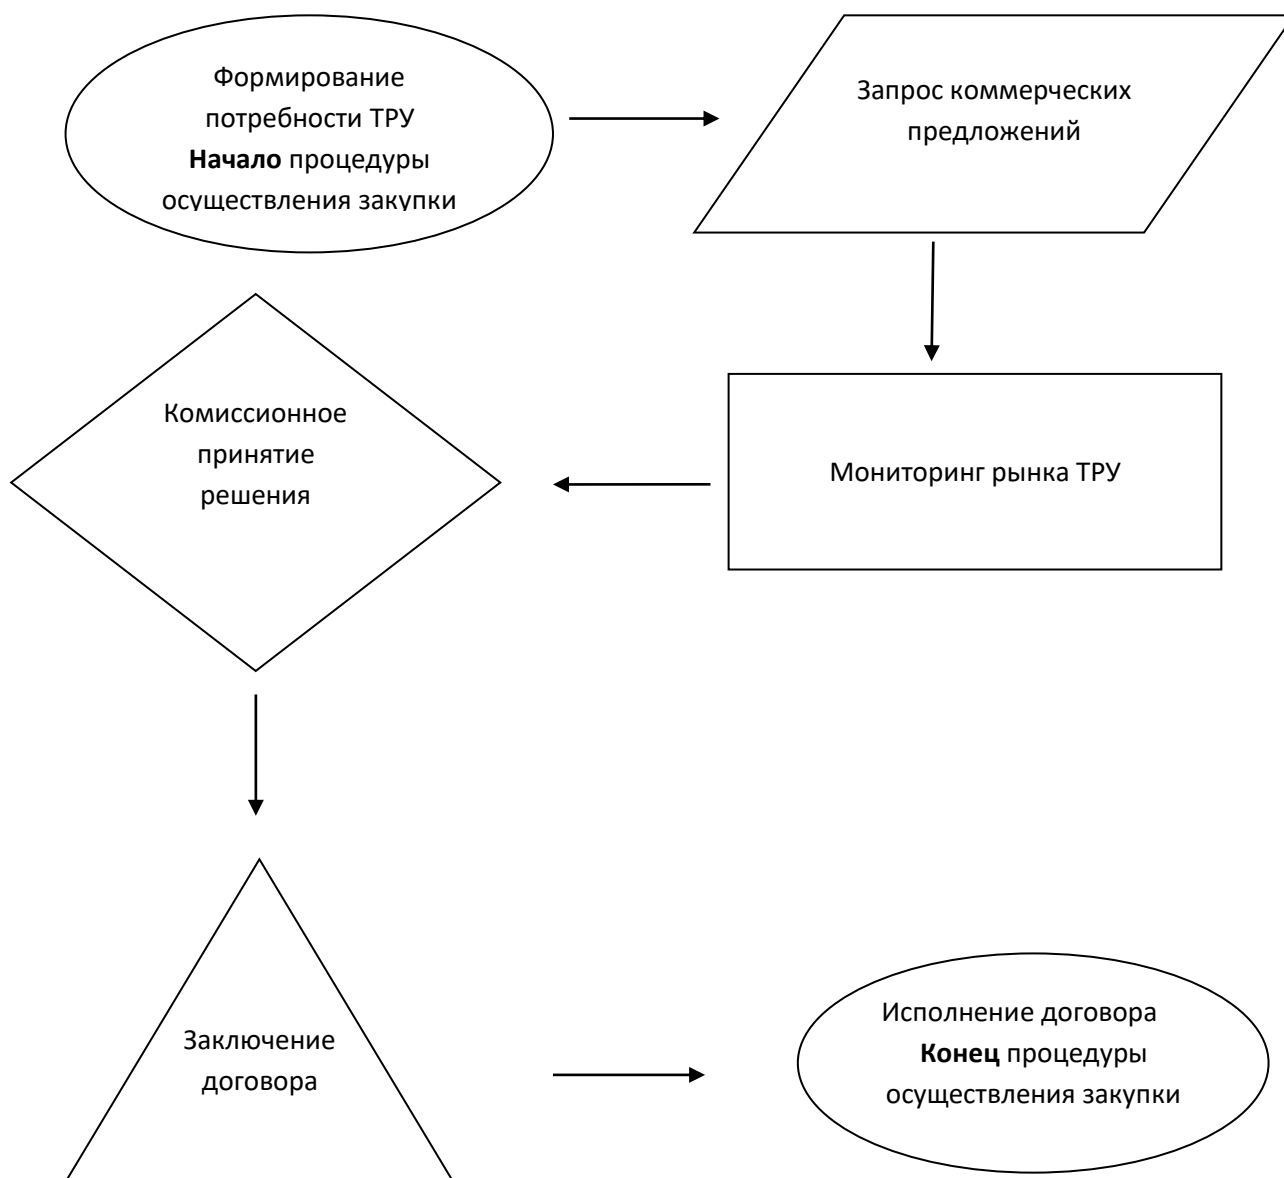 Формирование
потребности ТРУ
Начало процедуры
осуществления закупки
Запрос коммерческих
предложений
Мониторинг рынка ТРУ
Комиссионное
принятие
решения
Заключение
договора
Исполнение договора
Конец процедуры
осуществления закупки